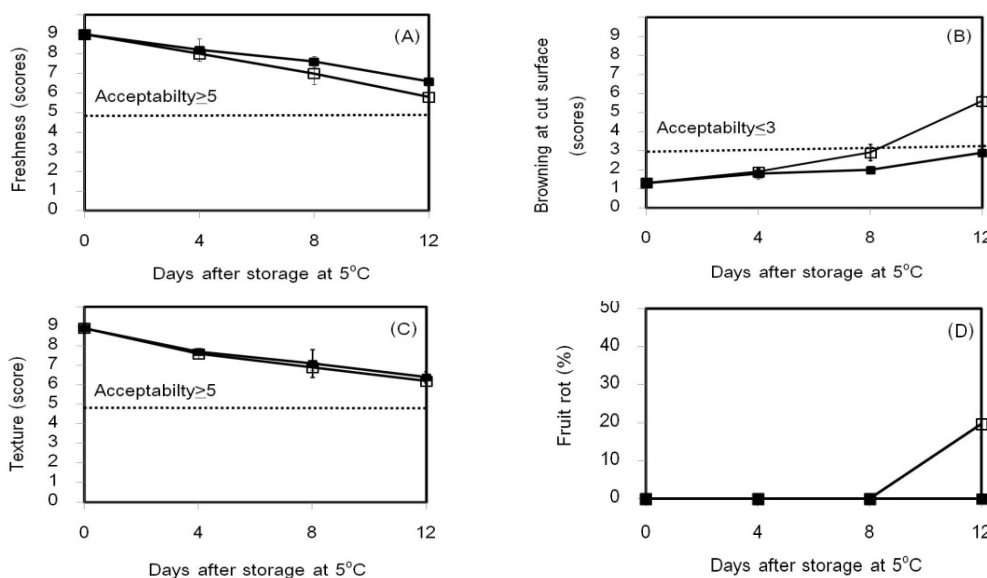 (A)
Freshness (scores)
9
8
7
6
5
4
3
2
1
0
Acceptabilty≥5
0 4 8 12
Days after storage at 5°C
(B)
Browning at cut surface
(scores)
9
8
7
6
5
4
3
2
1
0
Acceptabilty≤3
0 4 8 12
Days after storage at 5°C
(C)
Texture (score)
9
8
7
6
5
4
3
2
1
0
Acceptabilty≥5
0 4 8 12
Days after storage at 5°C
(D)
Fruit rot (%)
50
40
30
20
10
0
0 4 8 12
Days after storage at 5°C